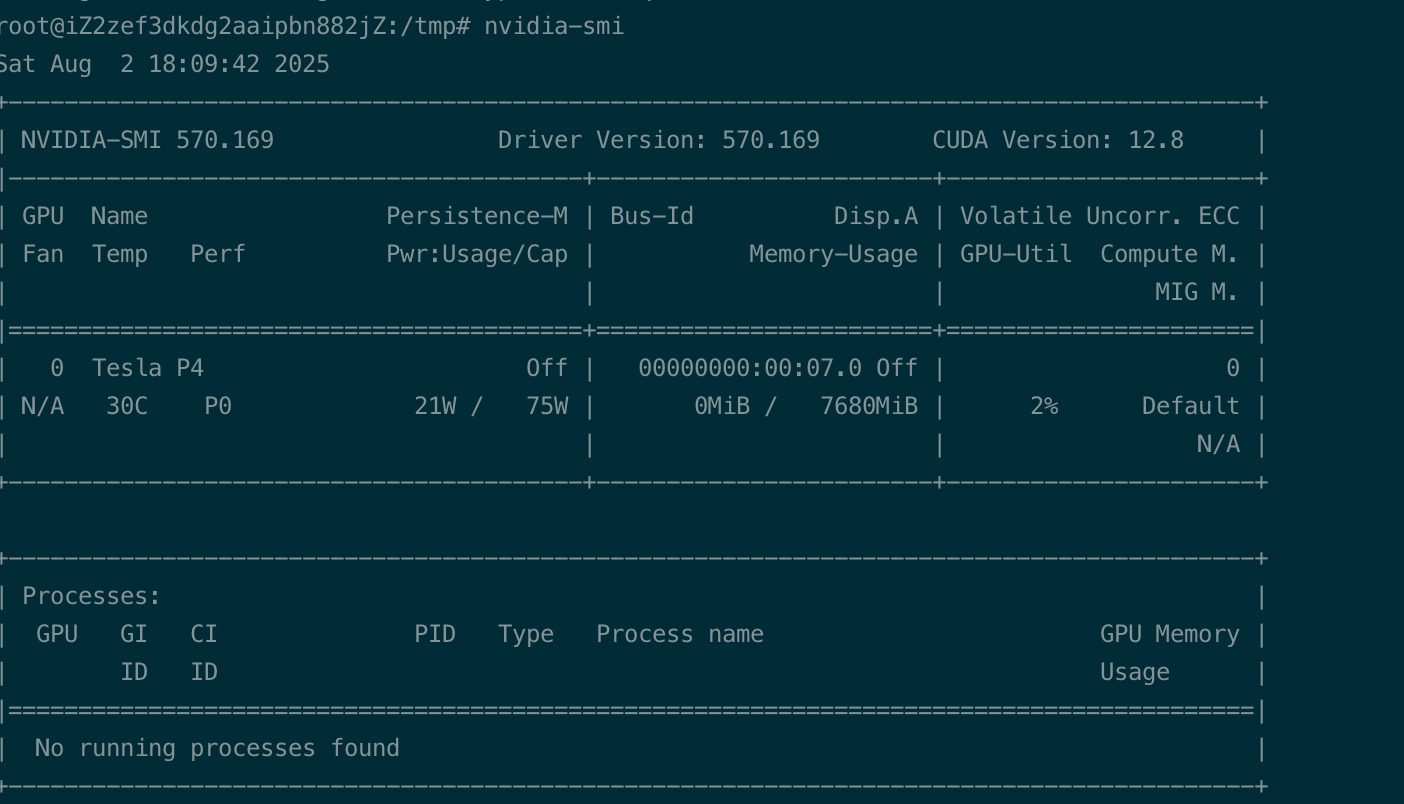 root@iZ2zef3dkdg2aaipbn882jZ:/tmp# nvidia-smi
Sat Aug  2 18:09:42 2025
+-----------------------------------------------------------------------------------------+
| NVIDIA-SMI 570.169                Driver Version: 570.169        CUDA Version: 12.8     |
|-----------------------------------------+------------------------+----------------------+
| GPU  Name                 Persistence-M | Bus-Id          Disp.A | Volatile Uncorr. ECC |
| Fan  Temp   Perf          Pwr:Usage/Cap |           Memory-Usage | GPU-Util  Compute M. |
|                                         |                        |               MIG M. |
|=========================================+========================+======================|
|   0  Tesla P4                       Off |   00000000:00:07.0 Off |                    0 |
| N/A   30C    P0             21W /   75W |       0MiB /   7680MiB |      2%      Default |
|                                         |                        |                  N/A |
+-----------------------------------------+------------------------+----------------------+

+-----------------------------------------------------------------------------------------+
| Processes:                                                                              |
|  GPU   GI   CI              PID   Type   Process name                        GPU Memory |
|        ID   ID                                                               Usage      |
|=========================================================================================|
|  No running processes found                                                             |
+-----------------------------------------------------------------------------------------+